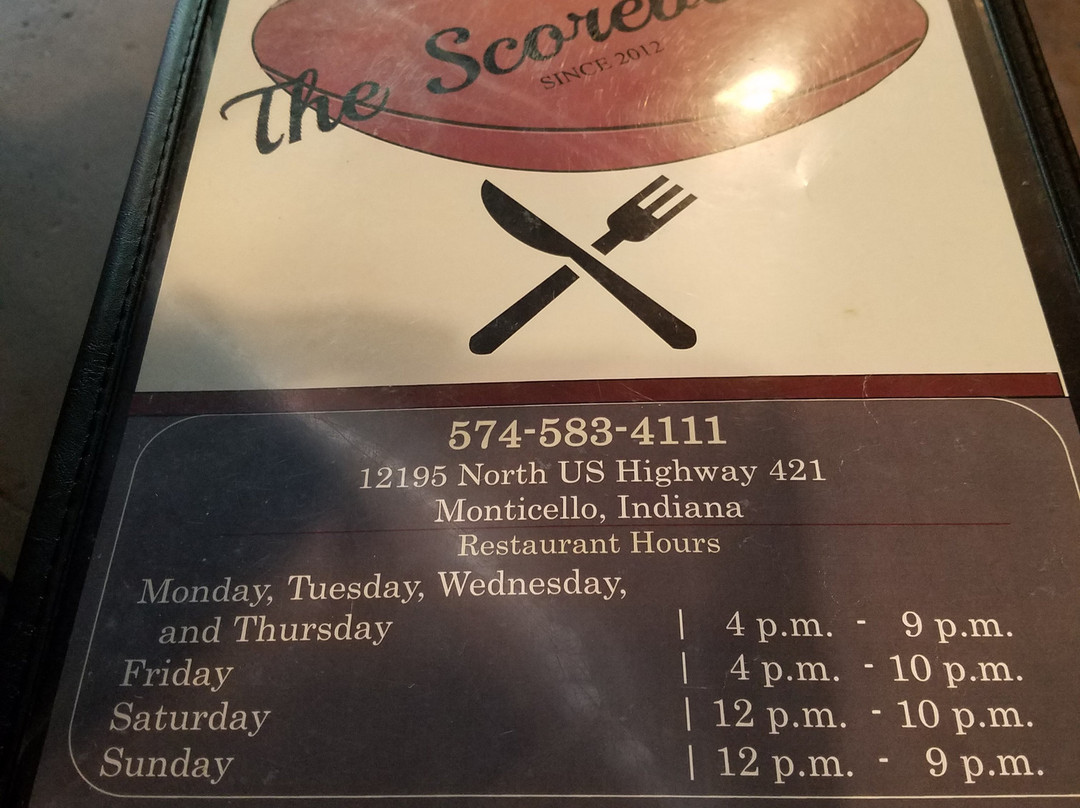 The
SINCE 2012
574-583-4111
12195 North US Highway 421
Monticello, Indiana
Restaurant Hours
Monday, Tuesday, Wednesday,
and Thursday | 4 p.m. - 9 p.m.
Friday | 4 p.m. - 10 p.m.
Saturday | 12 p.m. - 10 p.m.
Sunday | 12 p.m. - 9 p.m.